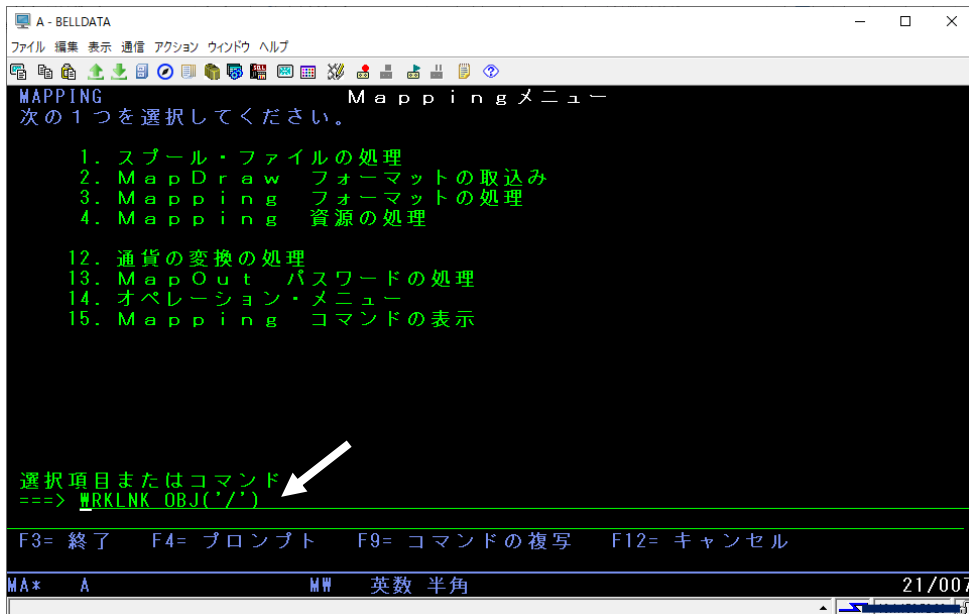 A - BELLDATA
ファイル 編集 表示 通信 アクション ウィンドウ ヘルプ
MAPPING Ｍａｐｐｉｎｇメニュー
次の１つを選択してください。
1. スプール・ファイルの処理
2. ＭａｐＤｒａｗ フォーマットの取込み
3. Ｍａｐｐｉｎｇ フォーマットの処理
4. Ｍａｐｐｉｎｇ 資源の処理
12. 通貨の変換の処理
13. ＭａｐＯｕｔ パスワードの処理
14. オペレーション・メニュー
15. Ｍａｐｐｉｎｇ コマンドの表示
選択項目またはコマンド
===> WRKLNK OBJ('/')
F3= 終了 F4= プロンプト F9= コマンドの複写 F12= キャンセル
MA* A MW 英数 半角 21/007